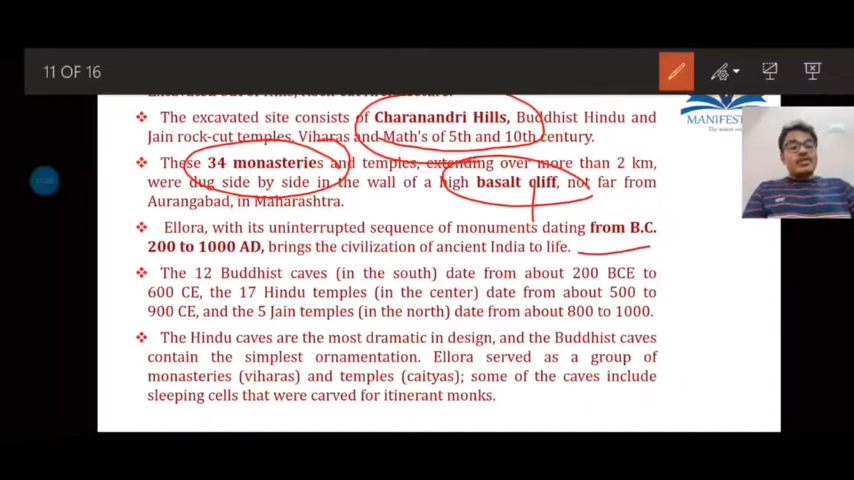 11 OF 16
❖ The excavated site consists of Charanandri Hills, Buddhist Hindu and
Jain rock-cut temples, Viharas and Math's of 5th and 10th century.
❖ These 34 monasteries and temples, extending over more than 2 km,
were dug side by side in the wall of a high basalt cliff, not far from
Aurangabad, in Maharashtra.
❖ Ellora, with its uninterrupted sequence of monuments dating from B.C.
200 to 1000 AD, brings the civilization of ancient India to life.
❖ The 12 Buddhist caves (in the south) date from about 200 BCE to
600 CE, the 17 Hindu temples (in the center) date from about 500 to
900 CE, and the 5 Jain temples (in the north) date from about 800 to 1000.
❖ The Hindu caves are the most dramatic in design, and the Buddhist caves
contain the simplest ornamentation. Ellora served as a group of
monasteries (viharas) and temples (caityas); some of the caves include
sleeping cells that were carved for itinerant monks.
MANIFEST